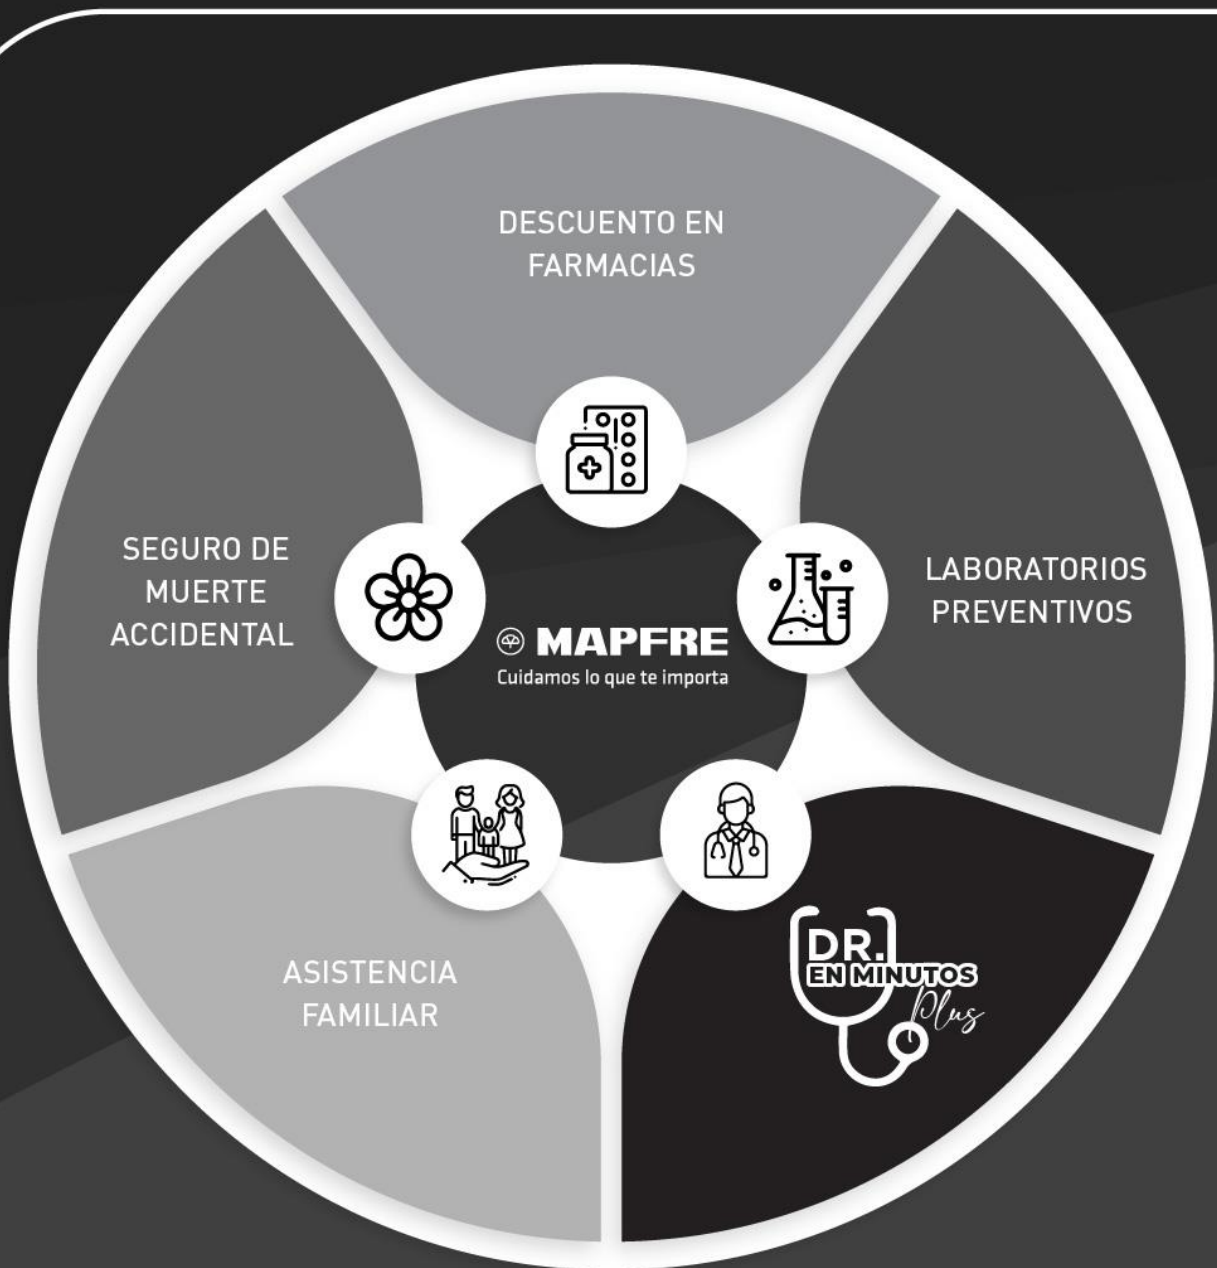 DESCUENTO EN
FARMACIAS
SEGURO DE
MUERTE
ACCIDENTAL
LABORATORIOS
PREVENTIVOS
MAPFRE
Cuidamos lo que te importa
ASISTENCIA
FAMILIAR
DR.
EN MINUTOS
Plus